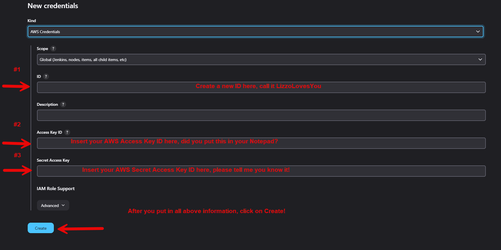 New credentials
Kind
AWS Credentials
Scope ?
Global (Jenkins, nodes, items, all child items, etc)
#1
ID ?
Create a new ID here, call it
Description ?
#2
Access Key ID ?
Insert your AWS Access Key ID here, did you put this in your Notepad?
#3
Secret Access Key
Insert your AWS Secret Access Key ID here, please tell me you know it!
IAM Role Support
Advanced
After you put in all above information, click on Create!
Create